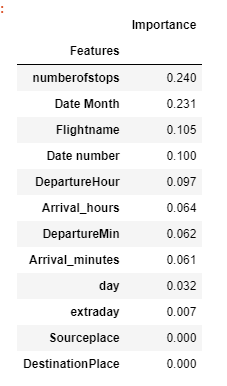 :
Importance
Features
numberofstops 0.240
Date Month 0.231
Flightname 0.105
Date number 0.100
DepartureHour 0.097
Arrival_hours 0.064
DepartureMin 0.062
Arrival_minutes 0.061
day 0.032
extraday 0.007
Sourceplace 0.000
DestinationPlace 0.000